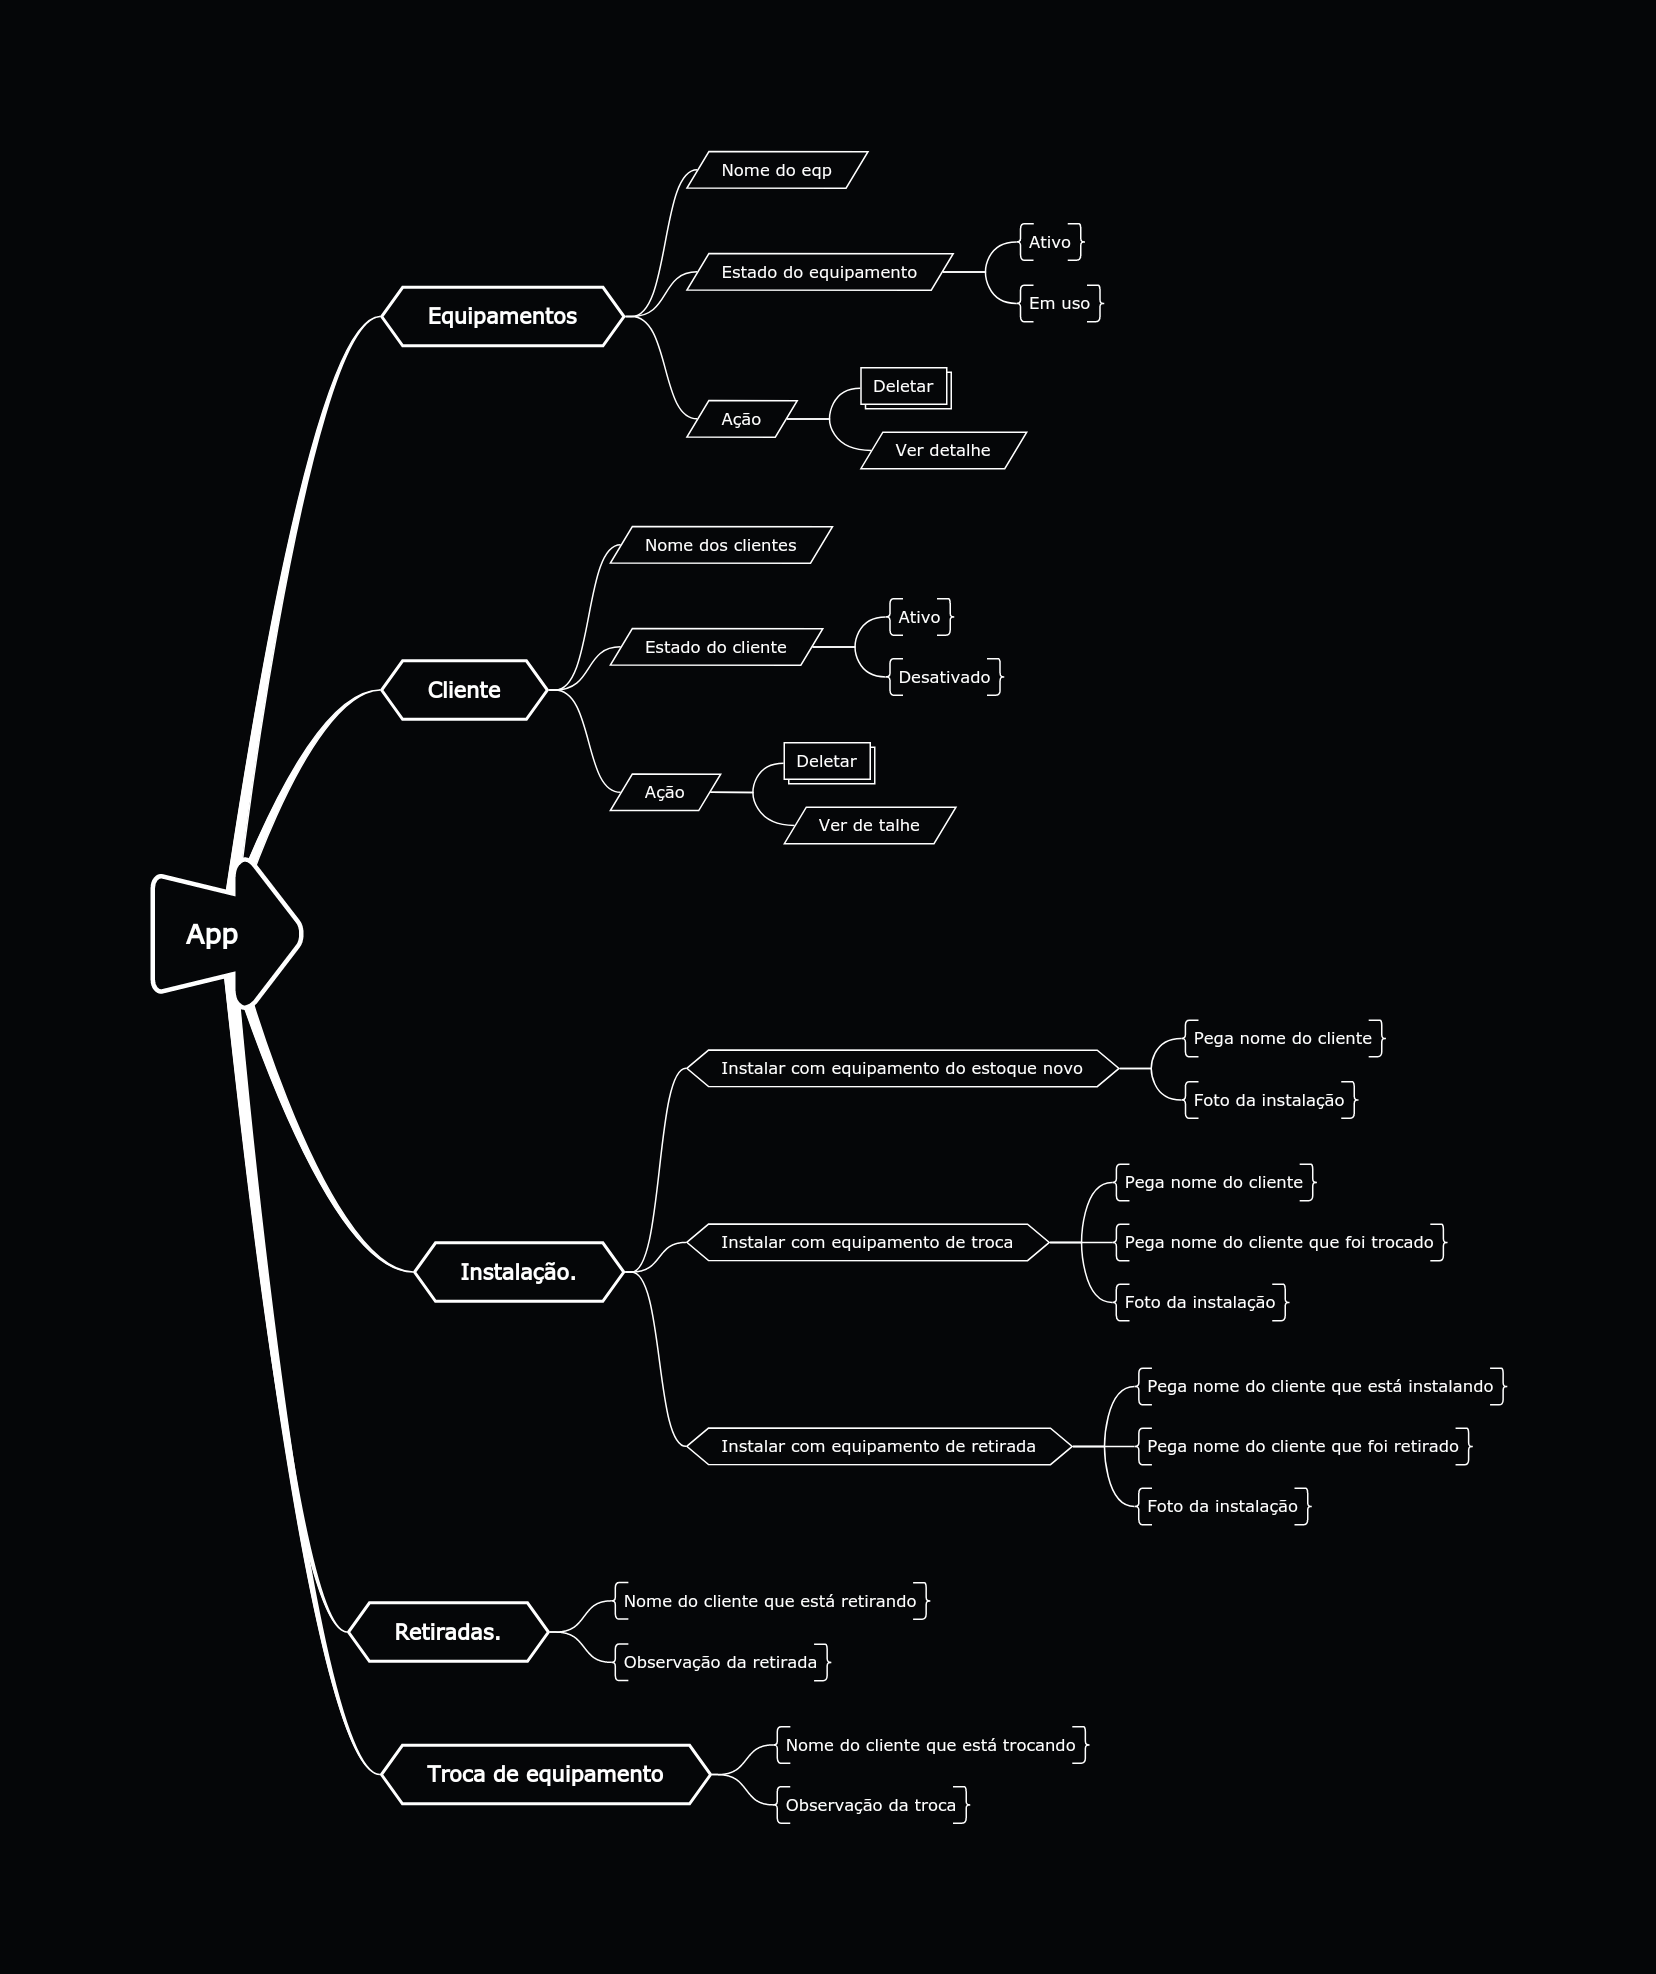 Nome do eqp
Ativo
Estado do equipamento
Em uso
Equipamentos
Deletar
Ação
Ver detalhe
Nome dos clientes
Ativo
Estado do cliente
Desativado
Cliente
Deletar
Ação
Ver de talhe
App
Pega nome do cliente
Instalar com equipamento do estoque novo
Foto da instalação
Pega nome do cliente
Instalar com equipamento de troca
Pega nome do cliente que foi trocado
Foto da instalação
Instalação.
Pega nome do cliente que está instalando
Instalar com equipamento de retirada
Pega nome do cliente que foi retirado
Foto da instalação
Nome do cliente que está retirando
Retiradas.
Observação da retirada
Nome do cliente que está trocando
Troca de equipamento
Observação da troca